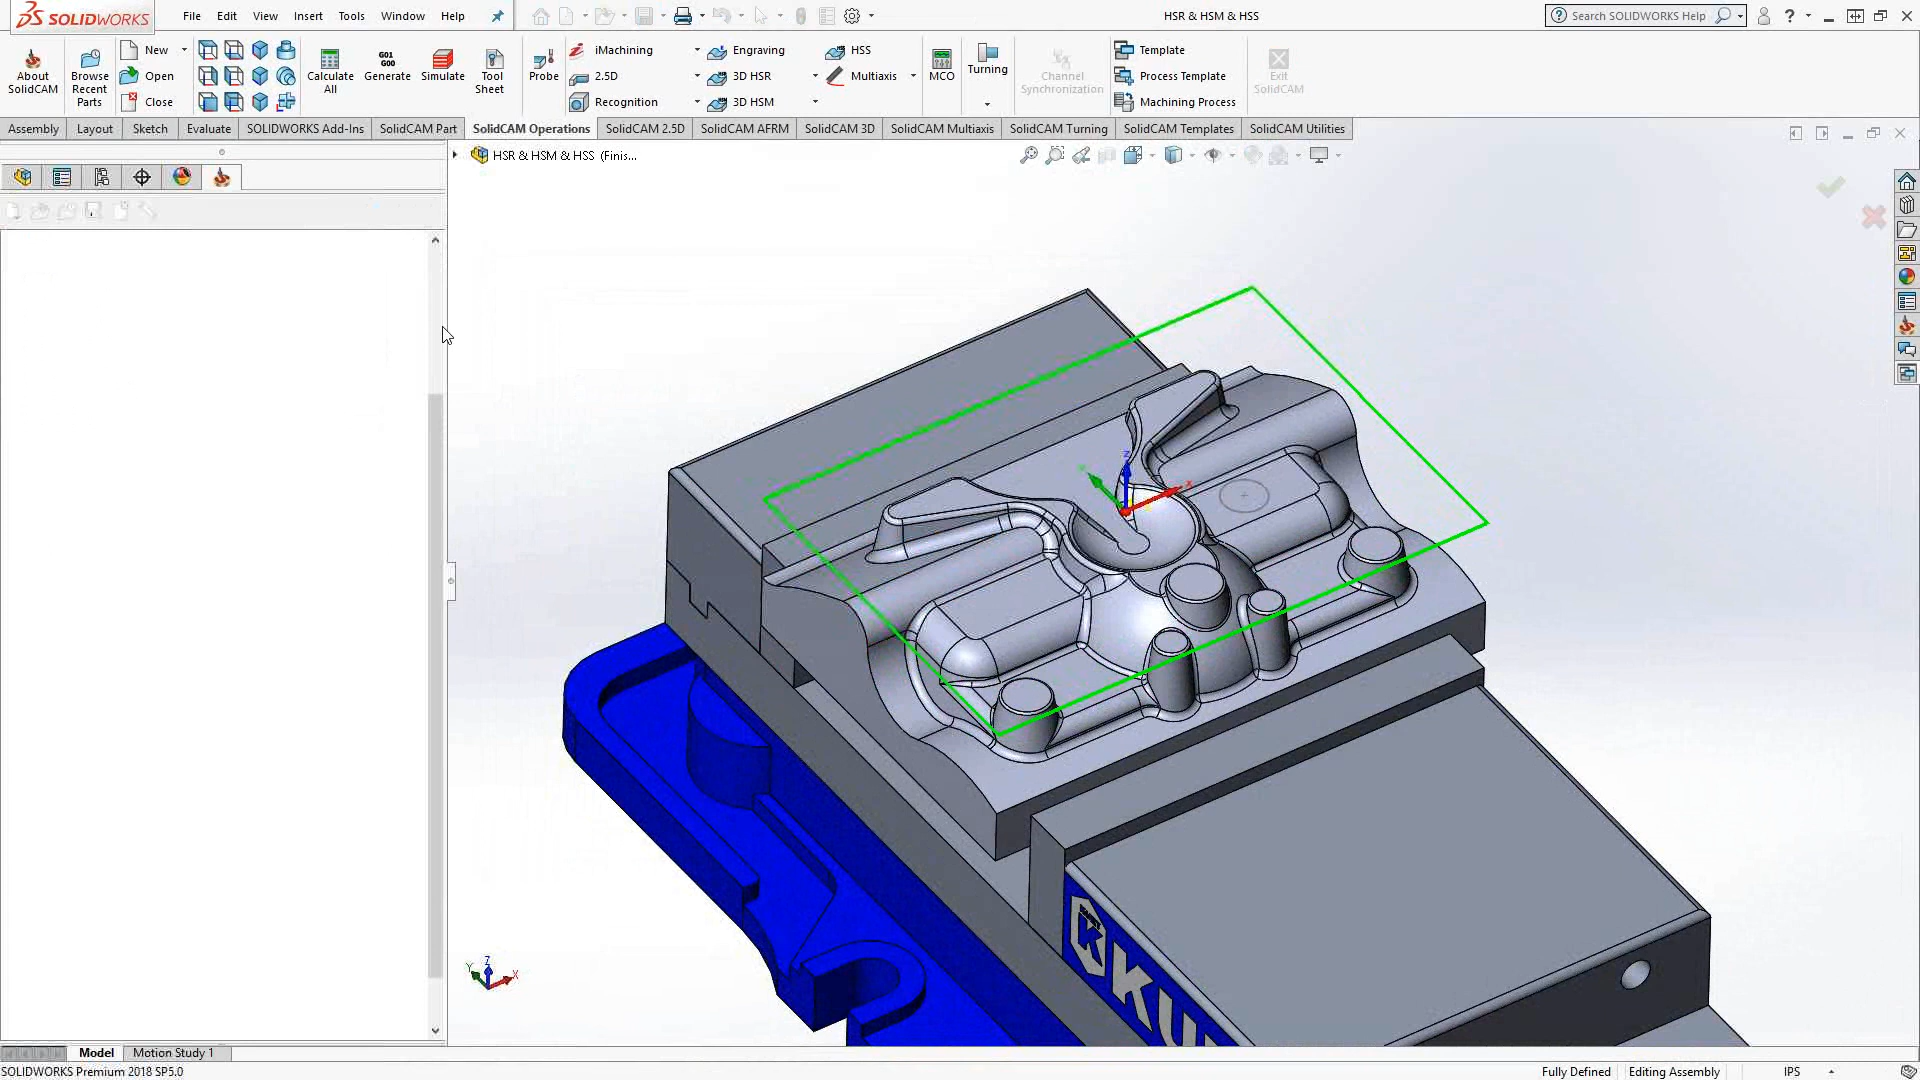 SOLIDWORKS
File Edit View Insert Tools Window Help
HSR & HSM & HSS
Search SOLIDWORKS Help
About SolidCAM
Browse Recent Parts
New
Open
Close
Calculate All
G01 G00
Generate
Simulate
Tool Sheet
Probe
iMachining
2.5D
Recognition
Engraving
3D HSR
3D HSM
HSS
Multiaxis
MCO
Turning
Channel Synchronization
Template
Process Template
Machining Process
Exit SolidCAM
Assembly Layout Sketch Evaluate SOLIDWORKS Add-Ins SolidCAM Part SolidCAM Operations SolidCAM 2.5D SolidCAM AFRM SolidCAM 3D SolidCAM Multiaxis SolidCAM Turning SolidCAM Templates SolidCAM Utilities
HSR & HSM & HSS (Finis...
Z
X
K
KU
Y Z X
Model Motion Study 1
SOLIDWORKS Premium 2018 SP5.0
Fully Defined Editing Assembly IPS